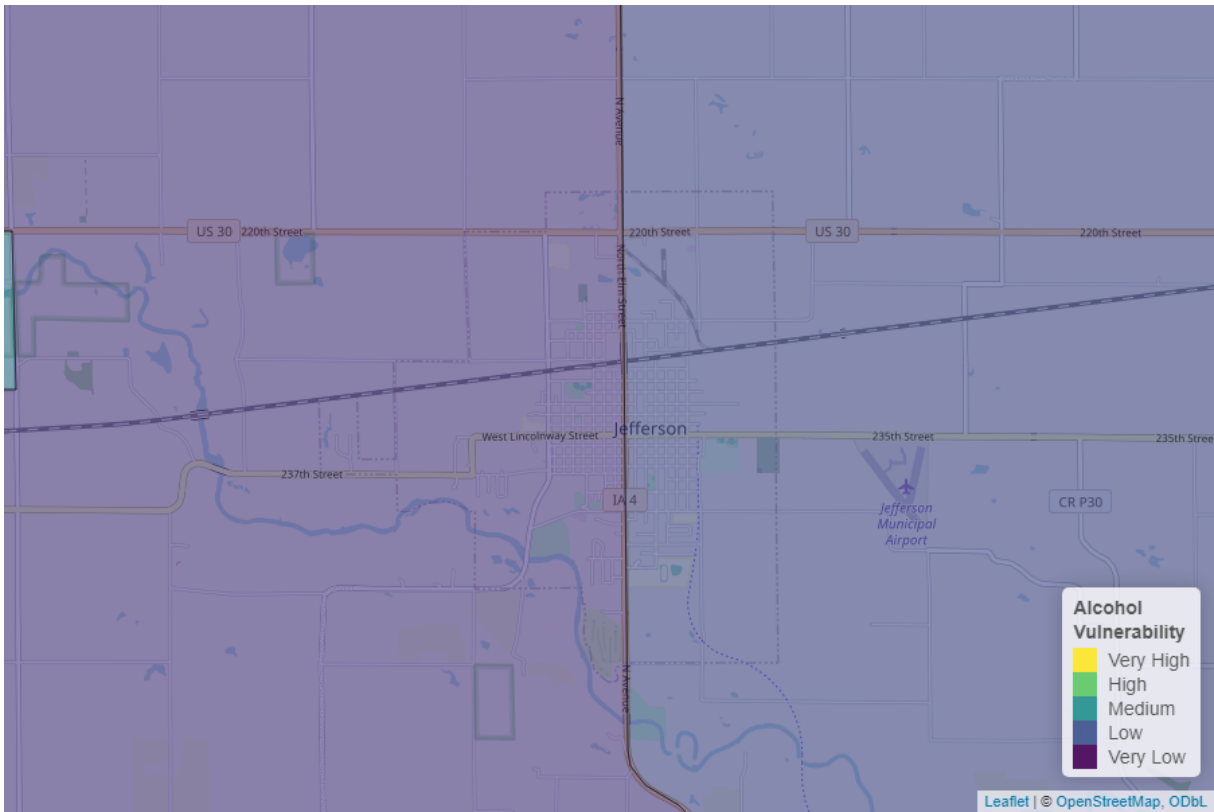 N Avenue
US 30
220th Street
220th Street
US 30
220th Street
North Elm Street
Jefferson
West Lincolnway Street
235th Street
235th Stree
237th Street
IA 4
CR P30
Jefferson
Municipal
Airport
N Avenue
Alcohol
Vulnerability
Very High
High
Medium
Low
Very Low
Leaflet | © OpenStreetMap, ODbL